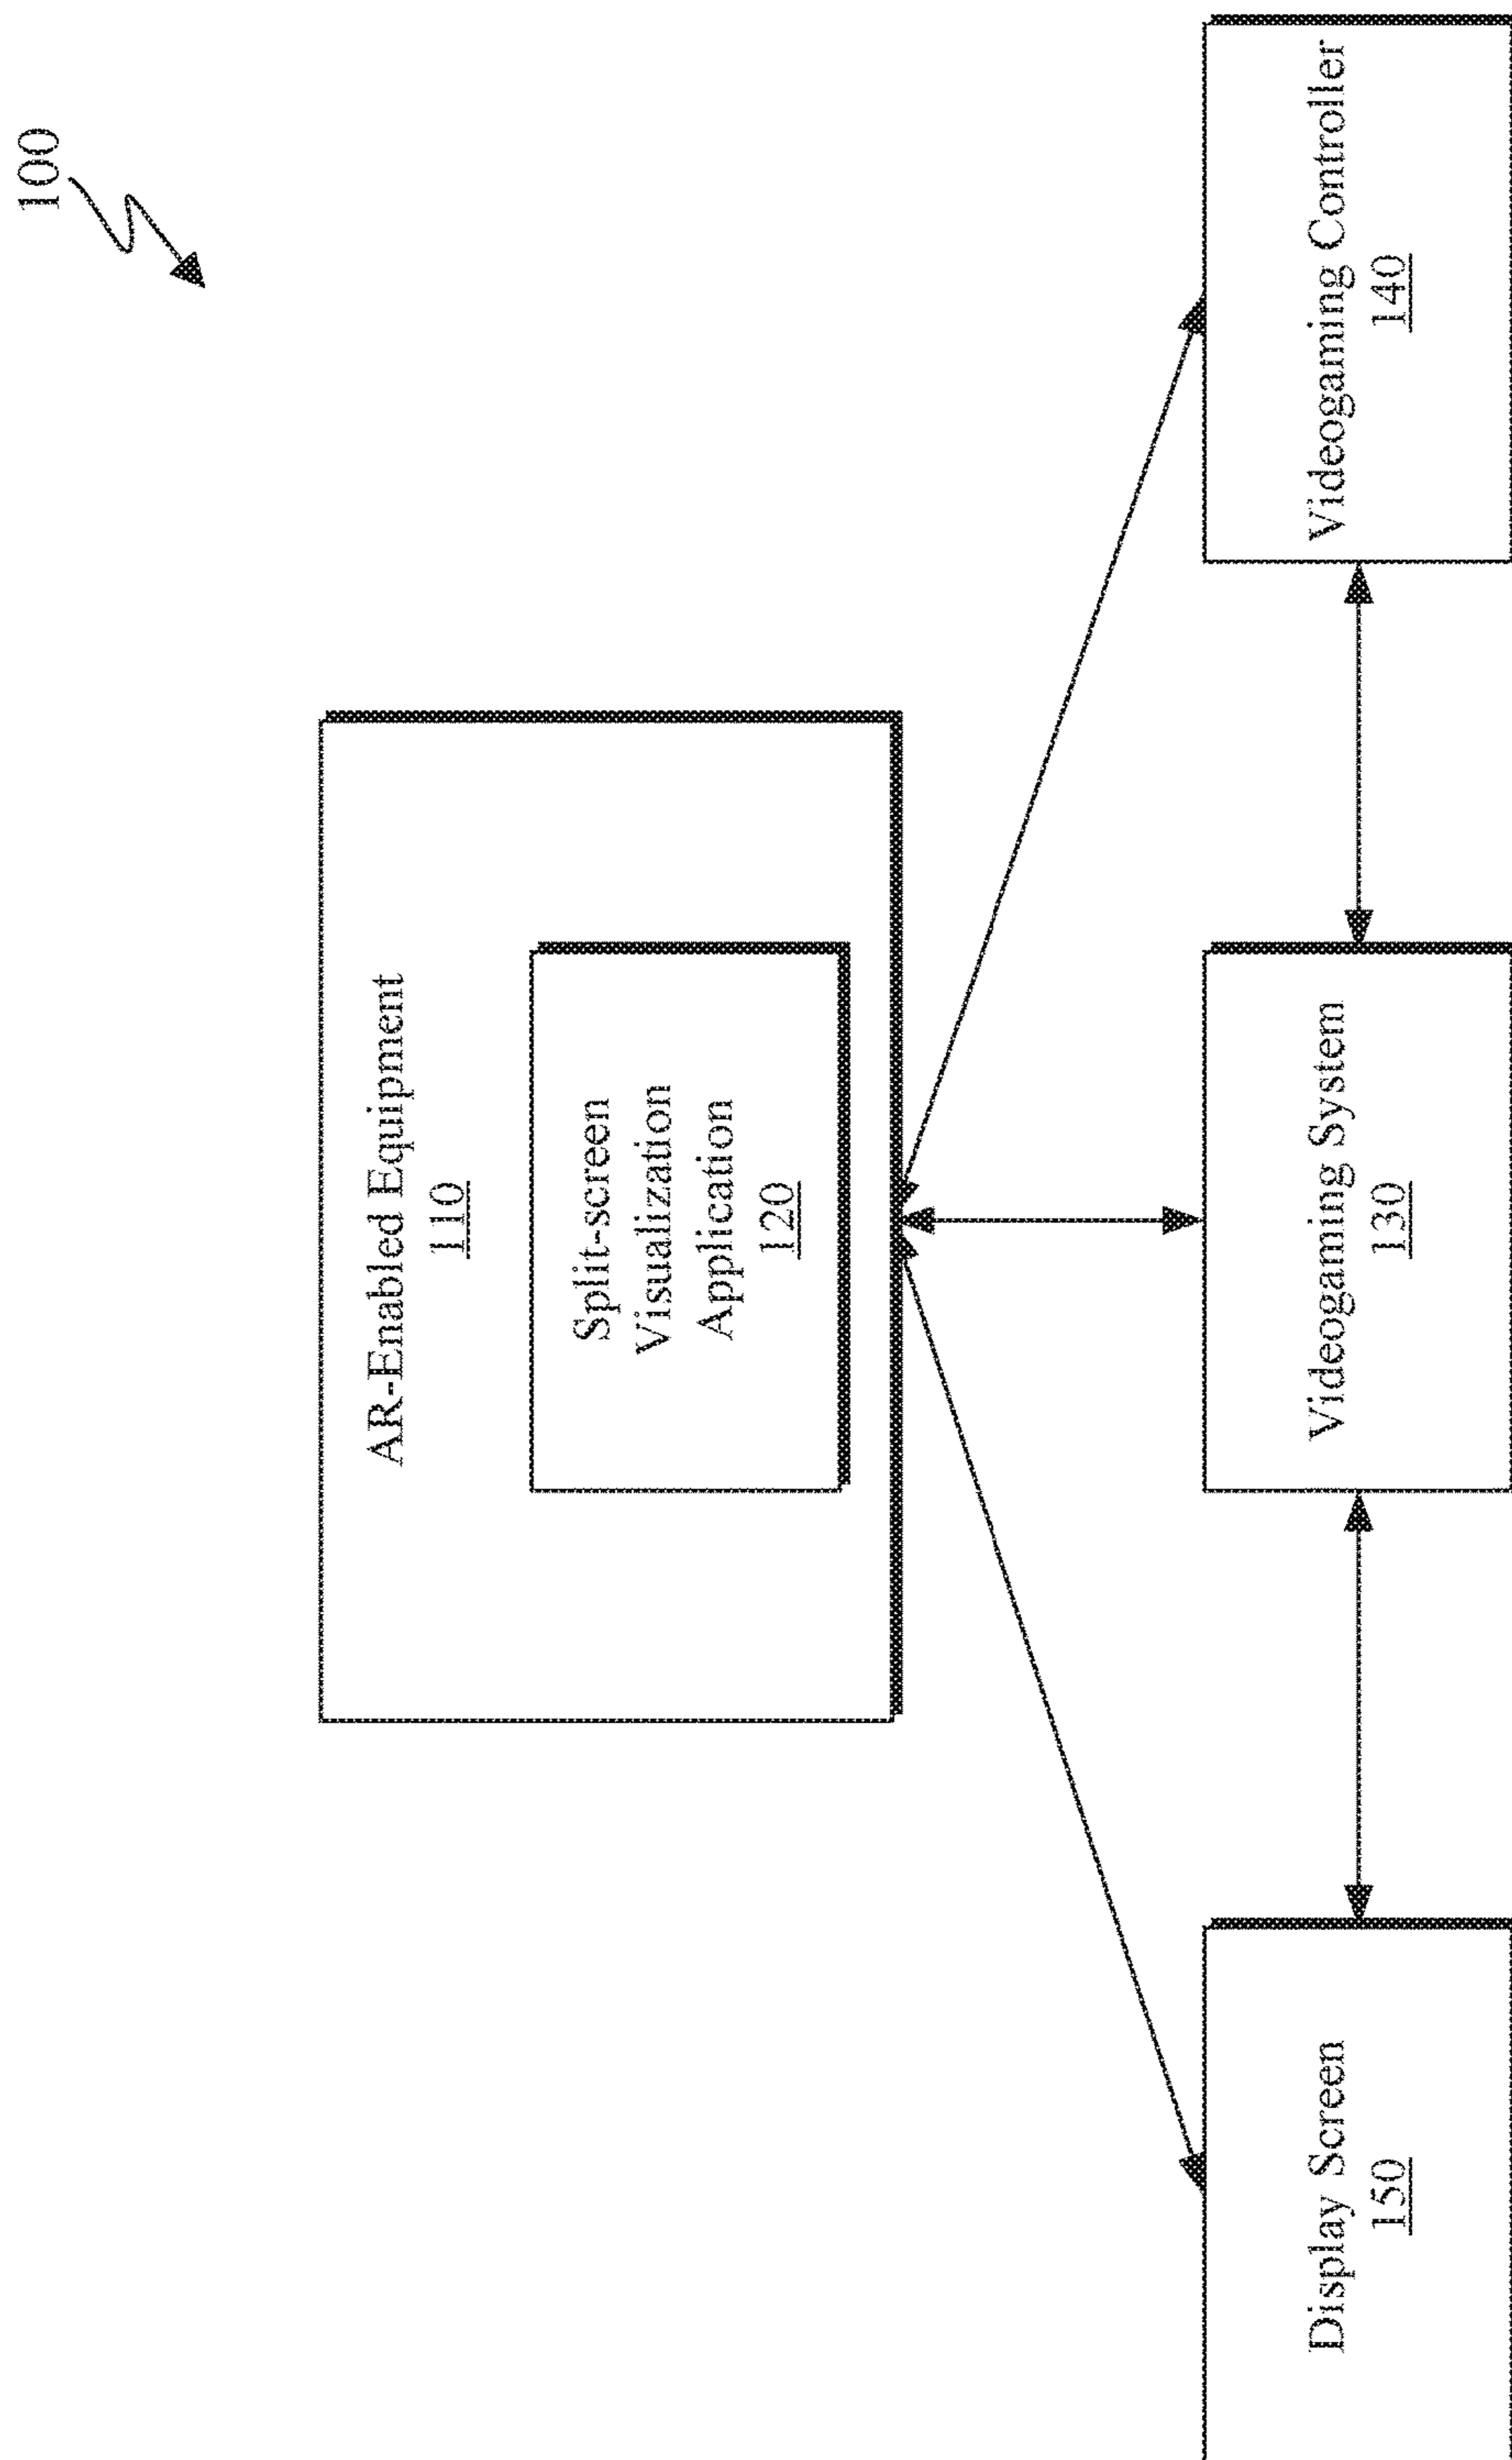 100
AR-Enabled Equipment
110
Split-screen
Visualization
Application
120
Display Screen
150
Videogaming System
130
Videogaming Controller
140